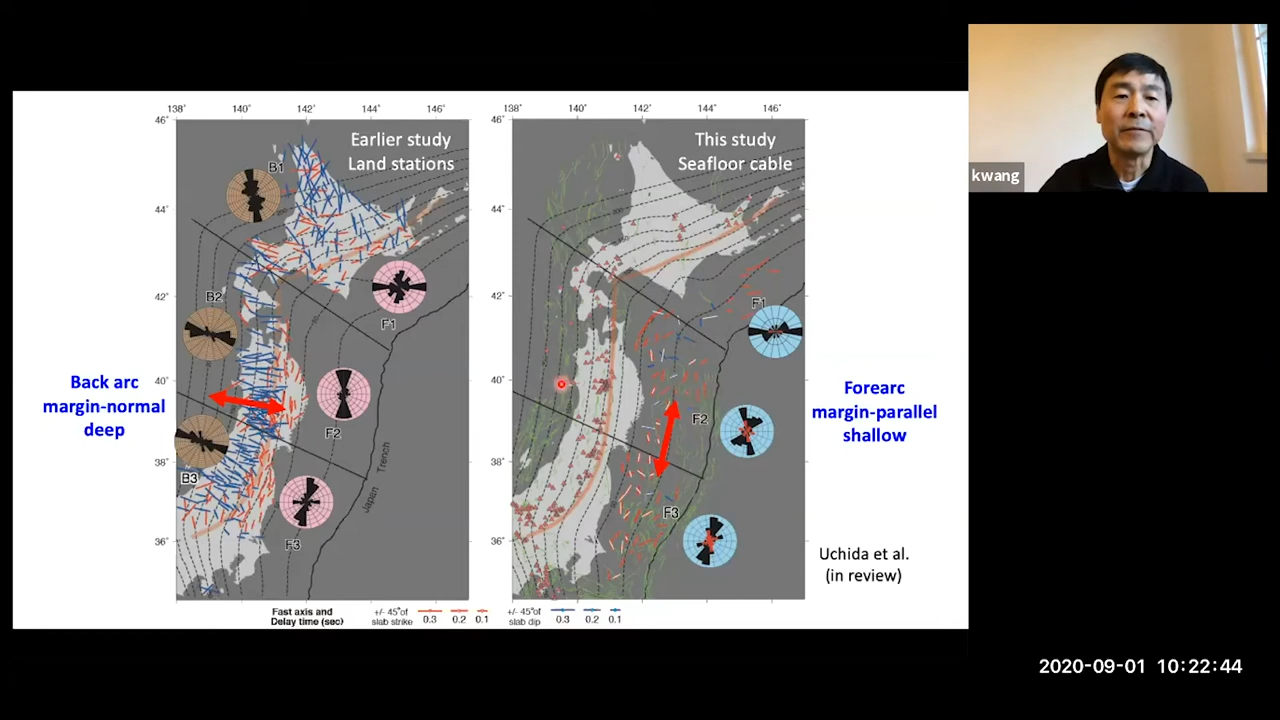 138° 140° 142° 144° 146°
46°
44°
42°
40°
38°
36°
Earlier study
Land stations
B1
B2
B3
F1
F2
F3
Japan Trench
Back arc
margin-normal
deep
138° 140° 142° 144° 146°
46°
44°
42°
40°
38°
36°
This study
Seafloor cable
F1
F2
F3
Forearc
margin-parallel
shallow
Uchida et al.
(in review)
Fast axis and
Delay time (sec)
+/- 45°of
slab strike
0.3 0.2 0.1
+/- 45°of
slab dip
0.3 0.2 0.1
kwang
2020-09-01 10:22:44